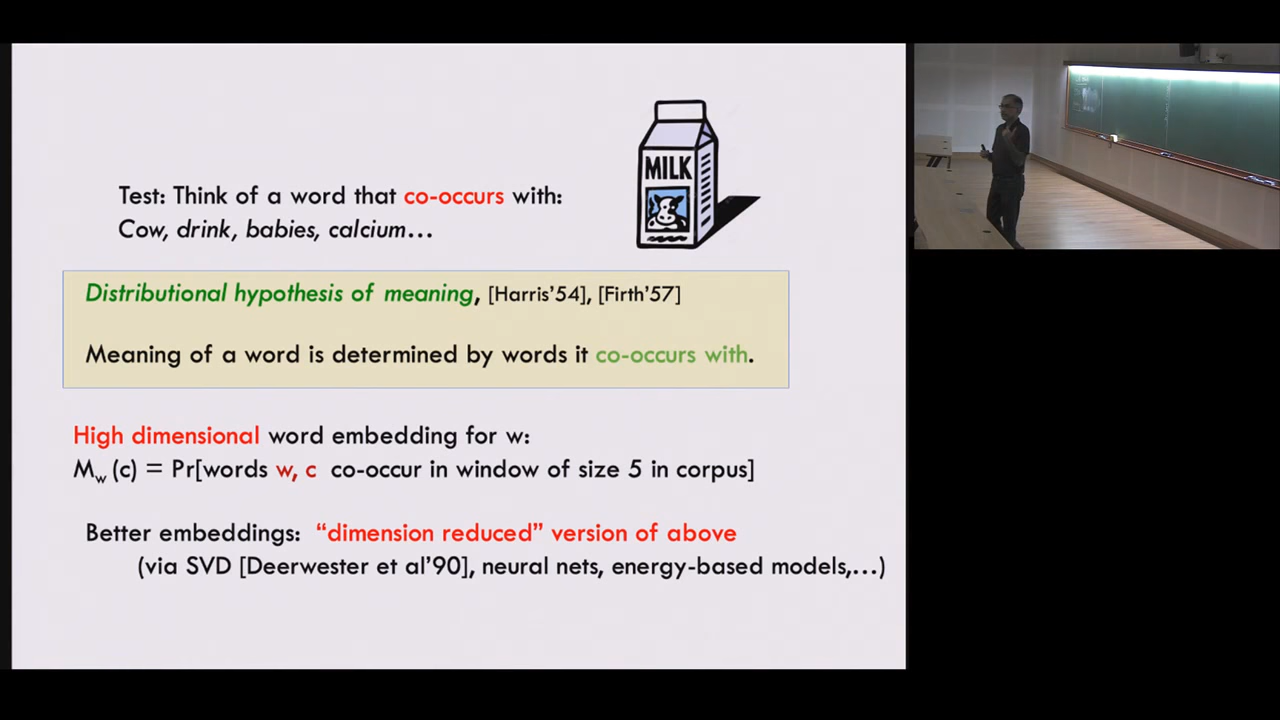 MILK
Test: Think of a word that co-occurs with:
Cow, drink, babies, calcium…
Distributional hypothesis of meaning, [Harris'54], [Firth'57]
Meaning of a word is determined by words it co-occurs with.
High dimensional word embedding for w:
Mw (c) = Pr[words w, c co-occur in window of size 5 in corpus]
Better embeddings: “dimension reduced” version of above
(via SVD [Deerwester et al'90], neural nets, energy-based models,…)